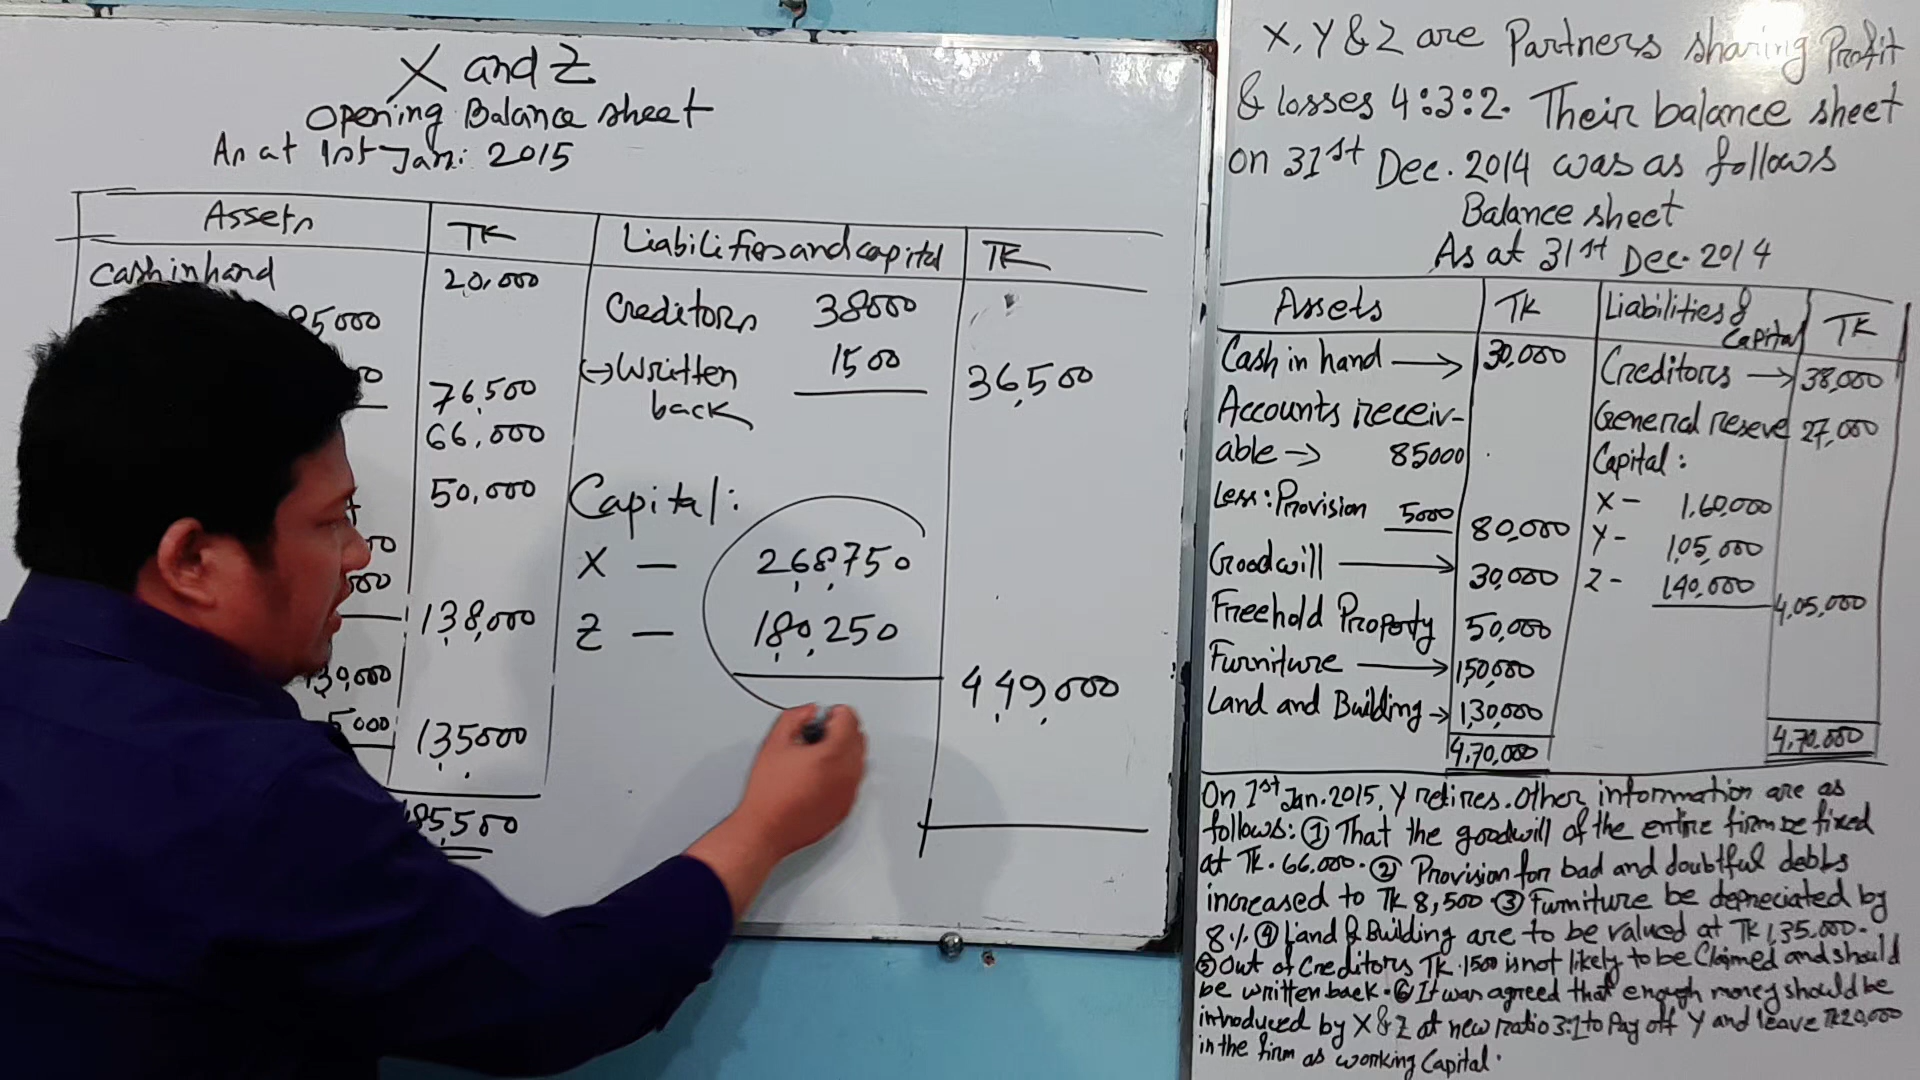 X and Z
Opening Balance sheet
As at 1st Jan: 2015
Assets TK Liabilities and capital TK
cash in hand 20,000
85000
76,500
66,000
50,000
138,000
130,000
5000 135000
85,500
Creditors 38000
(-) Written 1500 36,500
back
Capital:
X - 268,750
Z - 180,250
4,49,000
X, Y & Z are Partners sharing Profit
& losses 4:3:2. Their balance sheet
on 31st Dec. 2014 was as follows
Balance sheet
As at 31st Dec. 2014
Assets TK Liabilities & Capital TK
Cash in hand → 30,000
Accounts receiv-
able → 85000
Less: Provision 5000 80,000
Goodwill → 30,000
Freehold Property 50,000
Furniture → 1,50,000
Land and Building → 1,30,000
4,70,000
Creditors → 38,000
General reseve 27,000
Capital:
X - 1,60,000
Y - 1,05,000
Z - 1,40,000 4,05,000
4,70,000
On 1st Jan. 2015, Y retires. Other information are as
follows: ① That the goodwill of the entire firm be fixed
at TK. 66,000. ② Provision for bad and doubtful debts
increased to TK 8,500 ③ Furniture be depreciated by
8% ④ Land & Building are to be valued at TK 1,35,000.
⑤ Out of Creditors TK. 1500 is not likely to be Claimed and should
be written back. ⑥ It was agreed that enough money should be
introduced by X & Z at new ratio 3:1 to Pay off Y and leave TK 20,000
in the firm as working Capital.